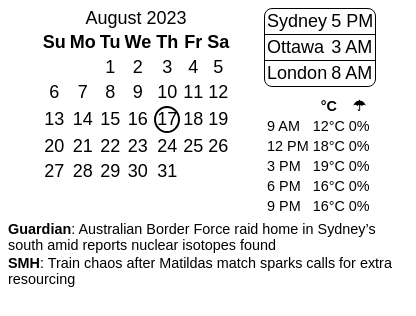 August 2023
Su Mo Tu We Th Fr Sa
1 2 3 4 5
6 7 8 9 10 11 12
13 14 15 16 17 18 19
20 21 22 23 24 25 26
27 28 29 30 31
Sydney 5 PM
Ottawa 3 AM
London 8 AM
°C ☂
9 AM 12°C 0%
12 PM 18°C 0%
3 PM 19°C 0%
6 PM 16°C 0%
9 PM 16°C 0%
Guardian: Australian Border Force raid home in Sydney's
south amid reports nuclear isotopes found
SMH: Train chaos after Matildas match sparks calls for extra
resourcing